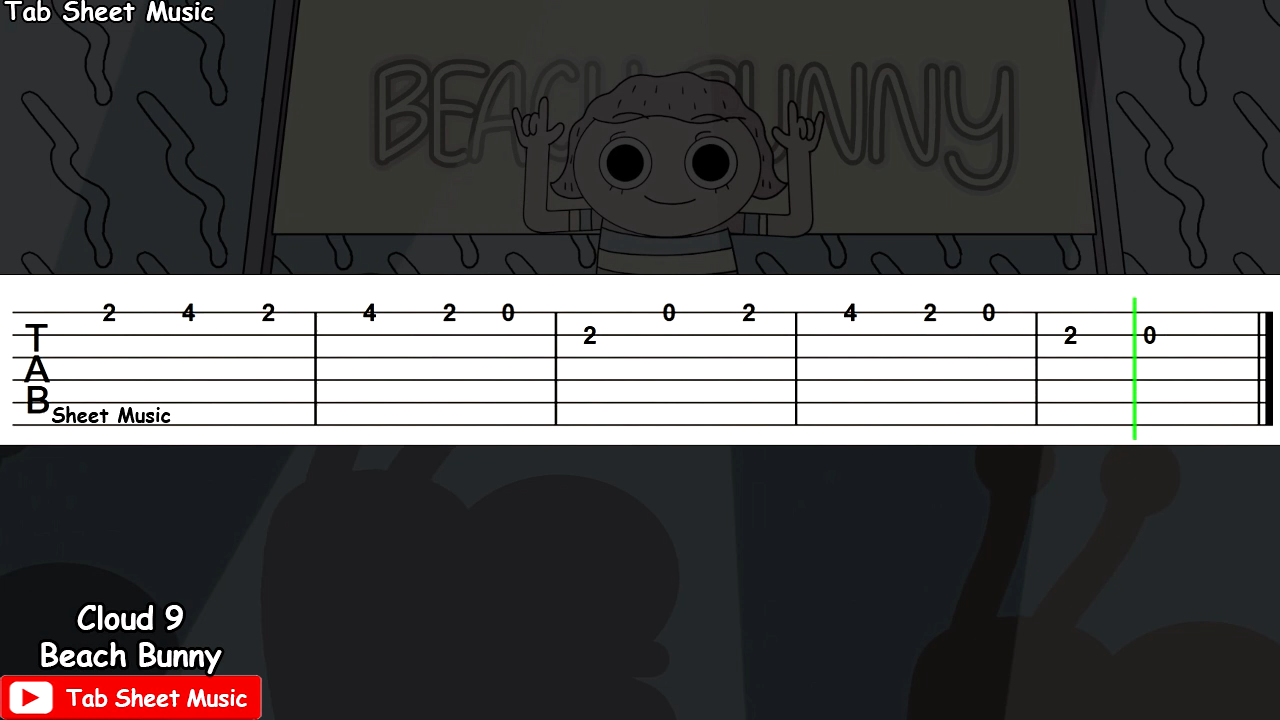 Tab Sheet Music
BEACH BUNNY
2 4 2 4 2 0 0 2 4 2 0
T 2 2 0
A
B Sheet Music
Cloud 9
Beach Bunny
Tab Sheet Music